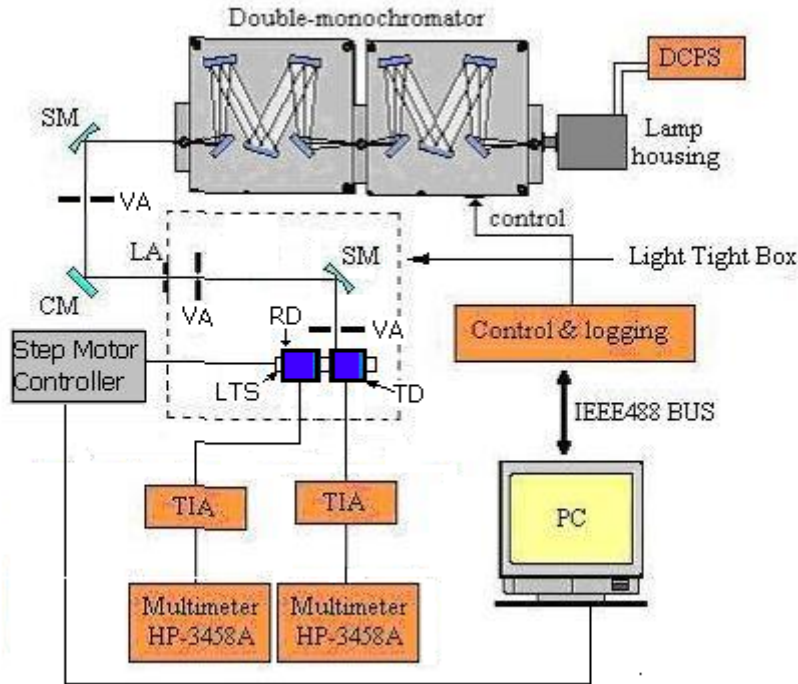 Double-monochromator
DCPS
SM
Lamp
housing
VA
control
LA
SM
Light Tight Box
CM
VA
RD
VA
Control & logging
Step Motor
Controller
LTS
TD
IEEE488 BUS
TIA
TIA
PC
Multimeter
HP-3458A
Multimeter
HP-3458A